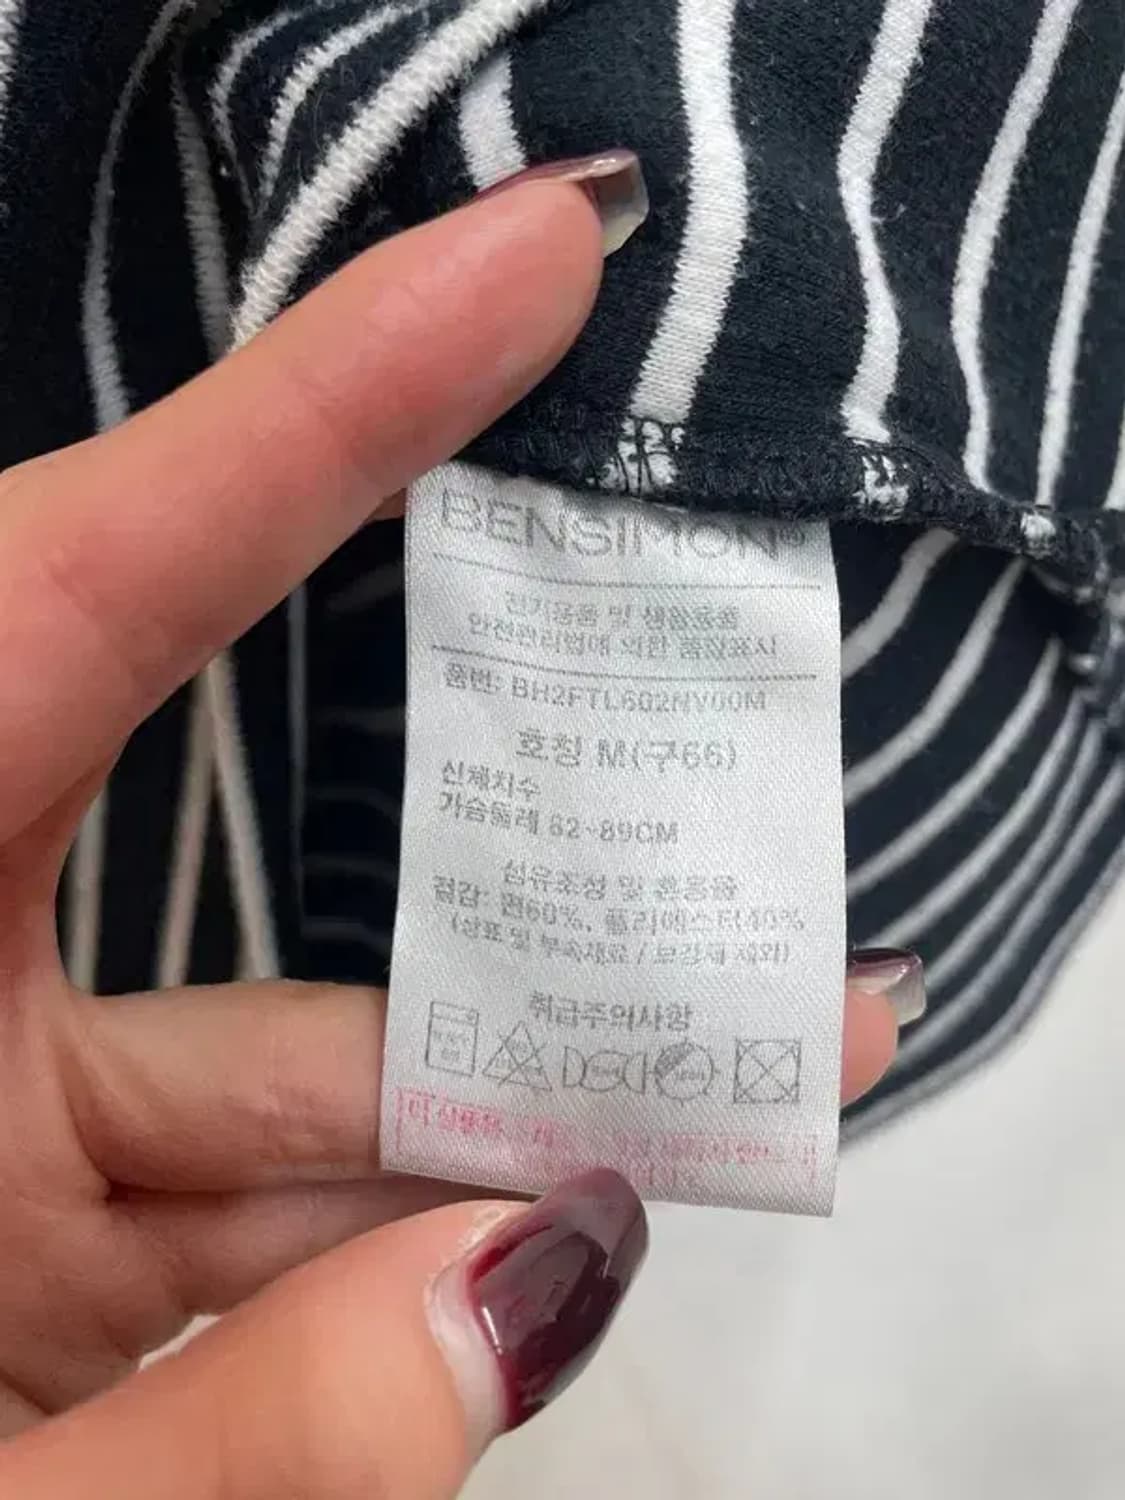 BENSIMON®
전기용품 및 생활용품
안전관리법에 의한 품질표시
품번: BH2FTL602NY00M
호칭 M(구66)
신체치수
가슴둘레 82~89CM
섬유조성 및 혼용율
겉감: 면60%, 폴리에스터40%
(상표 및 부속재료 / 보강재 제외)
취급주의사항